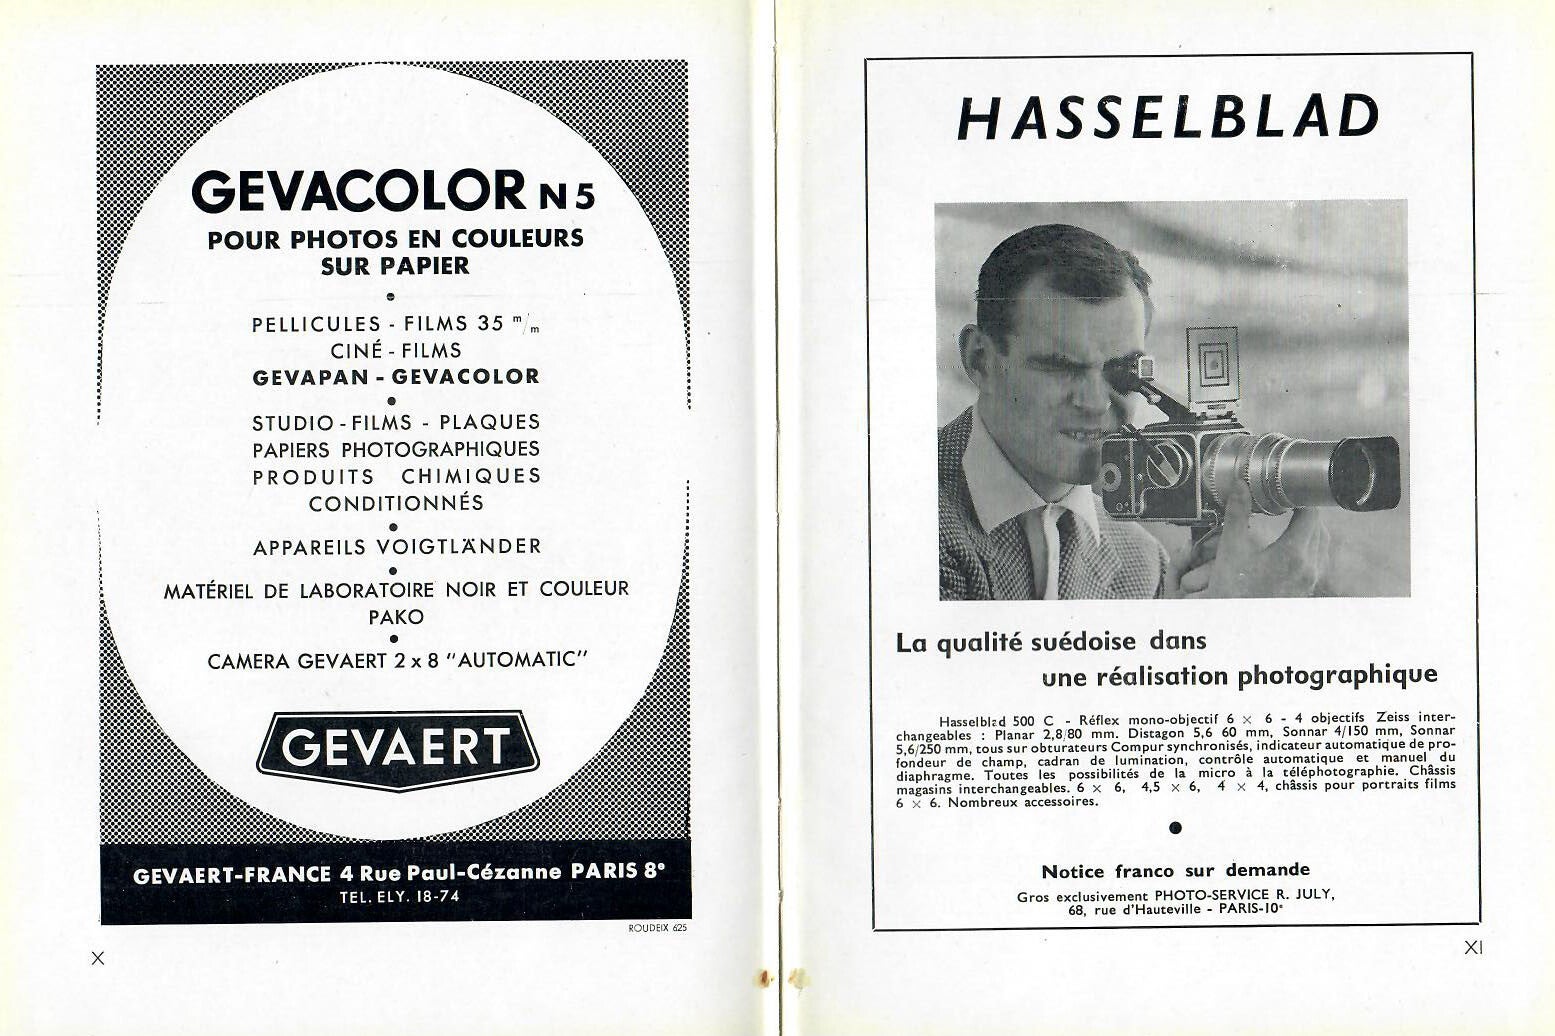 GEVACOLOR N 5
POUR PHOTOS EN COULEURS
SUR PAPIER
PELLICULES - FILMS 35 m/m
CINÉ - FILMS
GEVAPAN - GEVACOLOR
STUDIO - FILMS - PLAQUES
PAPIERS PHOTOGRAPHIQUES
PRODUITS CHIMIQUES
CONDITIONNÉS
APPAREILS VOIGTLÄNDER
MATÉRIEL DE LABORATOIRE NOIR ET COULEUR
PAKO
CAMERA GEVAERT 2 x 8 "AUTOMATIC"
GEVAERT
GEVAERT-FRANCE 4 Rue Paul-Cézanne PARIS 8e
TEL. ELY. 18-74
ROUDEIX 625
X
HASSELBLAD
La qualité suédoise dans
une réalisation photographique
Hasselblad 500 C - Réflex mono-objectif 6 × 6 - 4 objectifs Zeiss inter-
changeables : Planar 2,8/80 mm. Distagon 5,6 60 mm, Sonnar 4/150 mm, Sonnar
5,6/250 mm, tous sur obturateurs Compur synchronisés, indicateur automatique de pro-
fondeur de champ, cadran de lumination, contrôle automatique et manuel du
diaphragme. Toutes les possibilités de la micro à la téléphotographie. Châssis
magasins interchangeables. 6 × 6, 4,5 × 6, 4 × 4, châssis pour portraits films
6 × 6. Nombreux accessoires.
Notice franco sur demande
Gros exclusivement PHOTO-SERVICE R. JULY,
68, rue d'Hauteville - PARIS-10e
XI